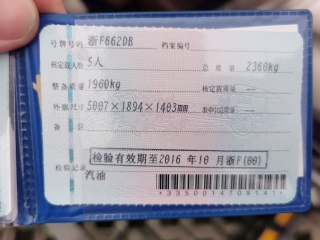 号牌号码 浙F662DB 档案编号
核定载人数 5人 总质量 2360kg
整备质量 1960kg 核定载质量 --
外廓尺寸 5007×1894×1403mm 准牵引总质量 --
备注
检验有效期至2016年10月浙F(00)
检验记录
汽油
*3350014709141*